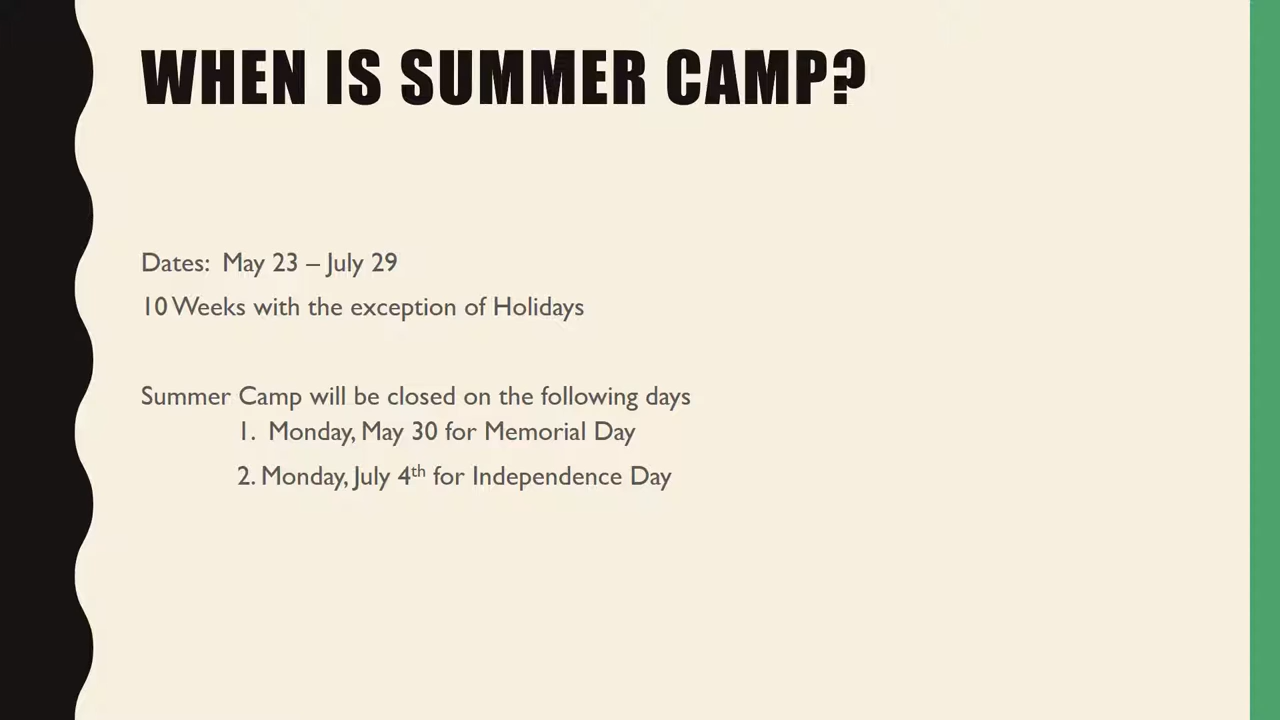 WHEN IS SUMMER CAMP?
Dates: May 23 – July 29
10 Weeks with the exception of Holidays
Summer Camp will be closed on the following days
1. Monday, May 30 for Memorial Day
2. Monday, July 4th for Independence Day